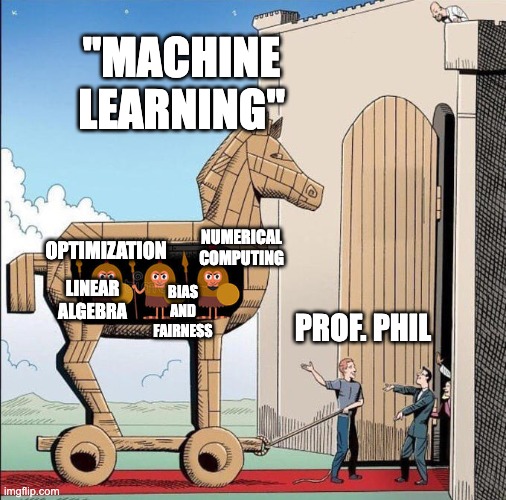 "MACHINE
LEARNING"
OPTIMIZATION
NUMERICAL
COMPUTING
LINEAR
ALGEBRA
BIAS
AND
FAIRNESS
PROF. PHIL
imgflip.com